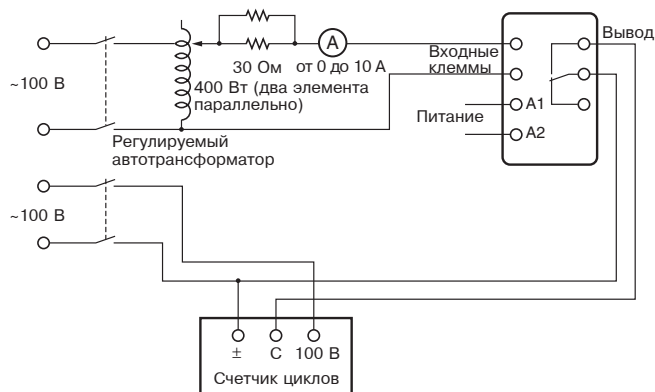 ~100 В
30 Ом
400 Вт (два элемента
параллельно)
A
от 0 до 10 А
Входные
клеммы
Вывод
Питание
A1
A2
Регулируемый
автотрансформатор
~100 В
±
C
100 В
Счетчик циклов